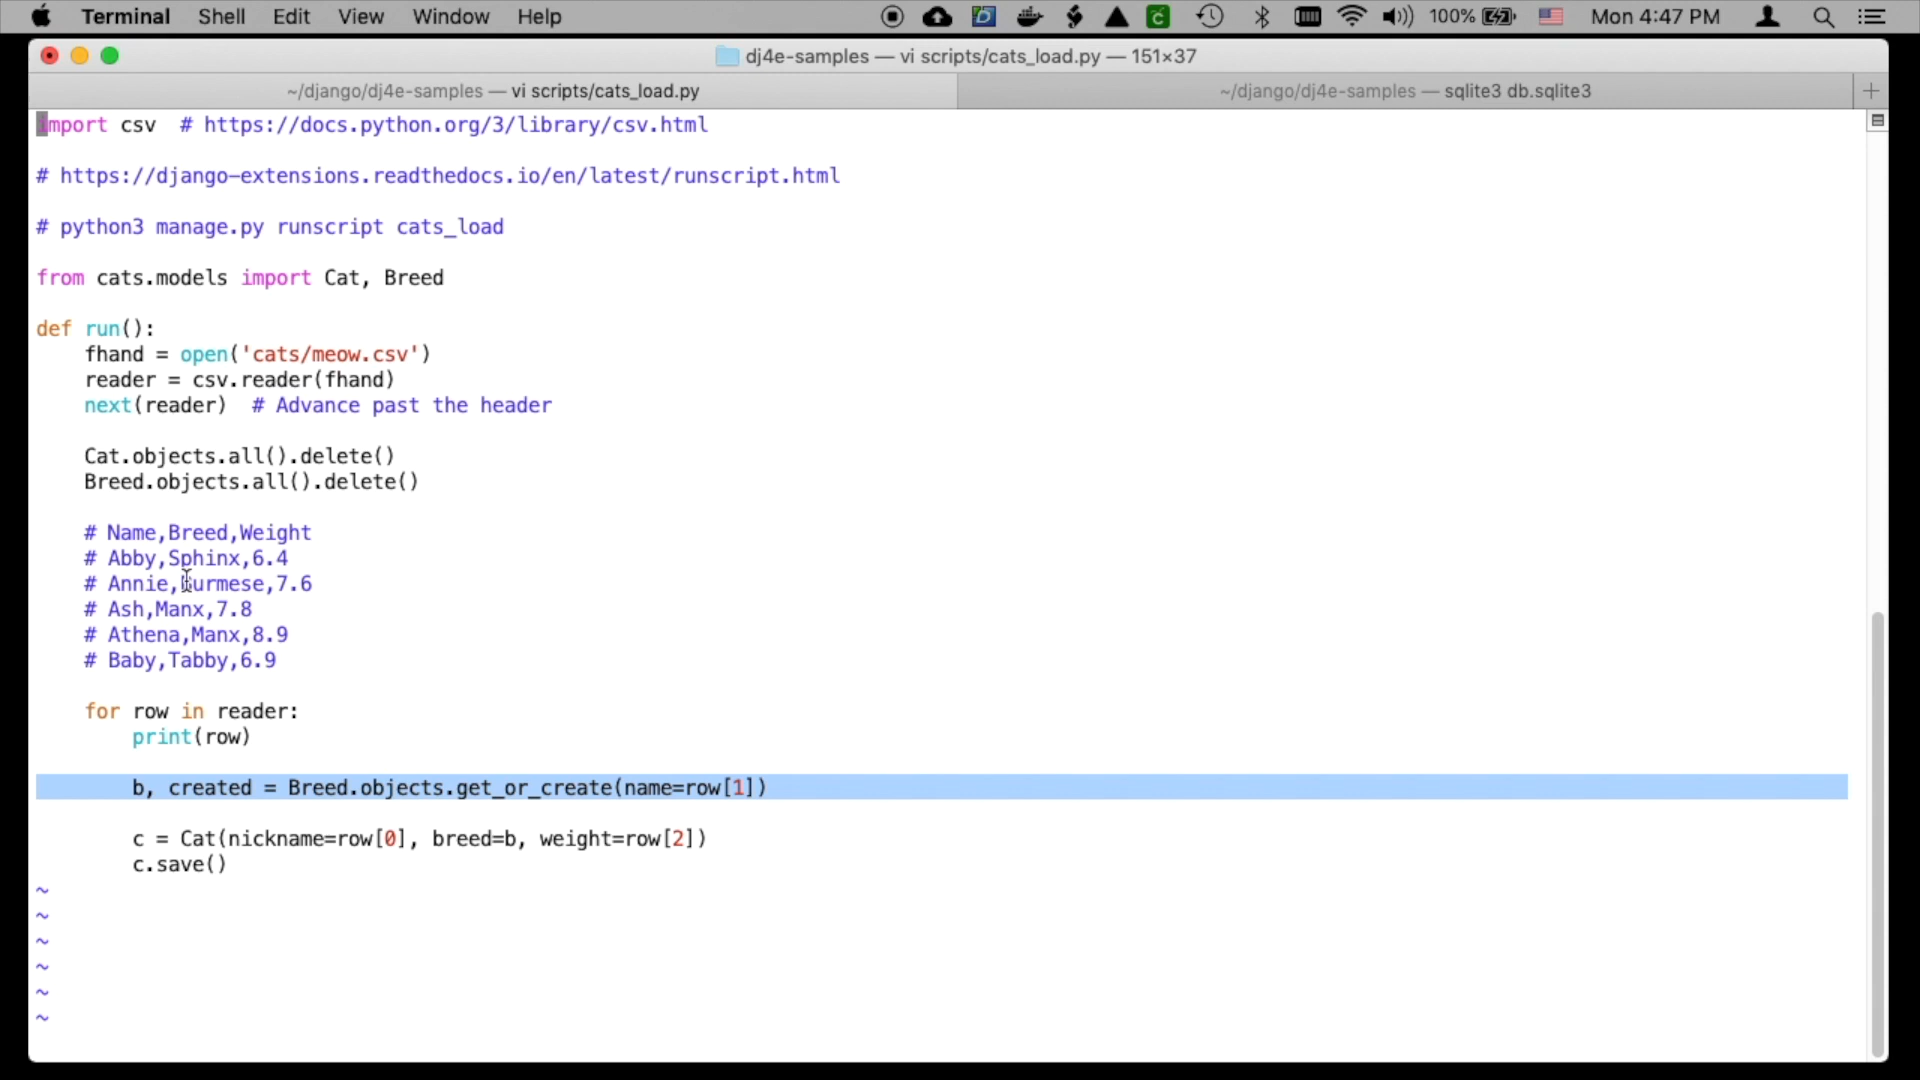 Terminal Shell Edit View Window Help 100% Mon 4:47 PM
dj4e-samples — vi scripts/cats_load.py — 151×37
~/django/dj4e-samples — vi scripts/cats_load.py ~/django/dj4e-samples — sqlite3 db.sqlite3
import csv  # https://docs.python.org/3/library/csv.html
# https://django-extensions.readthedocs.io/en/latest/runscript.html
# python3 manage.py runscript cats_load
from cats.models import Cat, Breed
def run():
    fhand = open('cats/meow.csv')
    reader = csv.reader(fhand)
    next(reader)  # Advance past the header
    Cat.objects.all().delete()
    Breed.objects.all().delete()
    # Name,Breed,Weight
    # Abby,Sphinx,6.4
    # Annie,Burmese,7.6
    # Ash,Manx,7.8
    # Athena,Manx,8.9
    # Baby,Tabby,6.9
    for row in reader:
        print(row)
        b, created = Breed.objects.get_or_create(name=row[1])
        c = Cat(nickname=row[0], breed=b, weight=row[2])
        c.save()
~
~
~
~
~
~